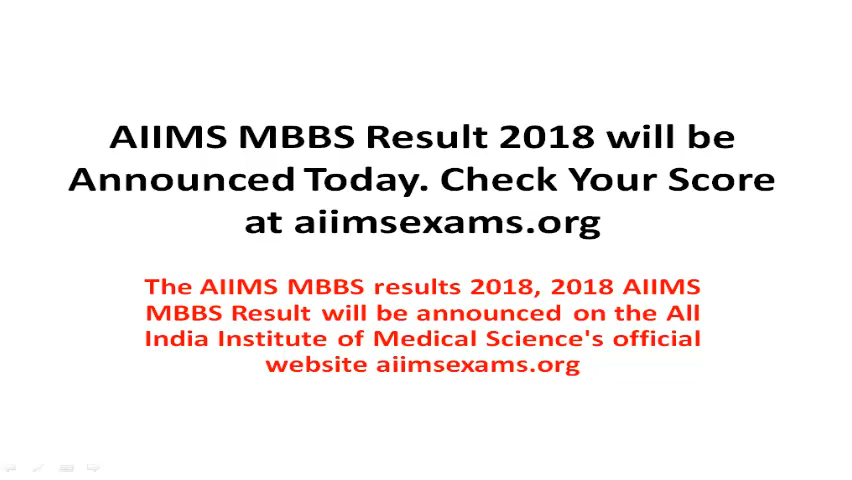 AIIMS MBBS Result 2018 will be
Announced Today. Check Your Score
at aiimsexams.org
The AIIMS MBBS results 2018, 2018 AIIMS
MBBS Result will be announced on the All
India Institute of Medical Science's official
website aiimsexams.org